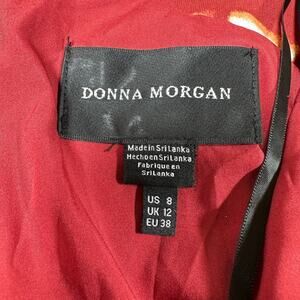 DONNA MORGAN
Made in Sri Lanka
Hecho en Sri Lanka
Fabrique en
Sri Lanka
US 8
UK 12
EU 38